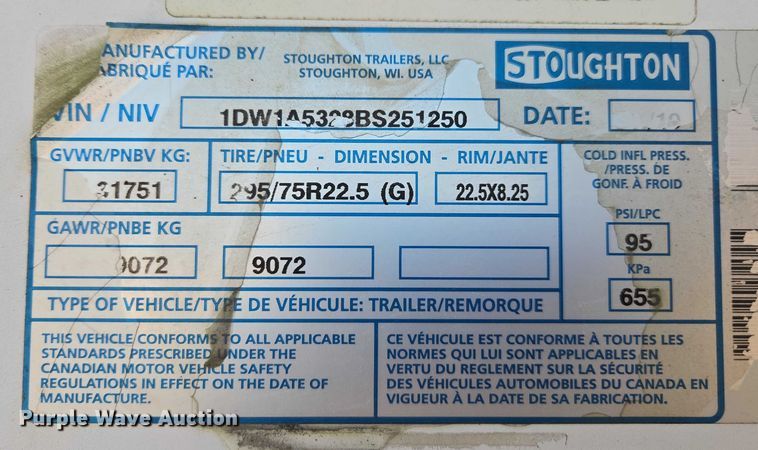 ANUFACTURED BY/ STOUGHTON TRAILERS, LLC STOUGHTON
ABRIQUÉ PAR: STOUGHTON, WI. USA
VIN / NIV DATE:
GVWR/PNBV KG: TIRE/PNEU - DIMENSION - RIM/JANTE COLD INFL PRESS.
/PRESS. DE
GONF. À FROID
31751 295/75R22.5 (G) 22.5X8.25
PSI/LPC
95
GAWR/PNBE KG
9072 9072
KPa
655
TYPE OF VEHICLE/TYPE DE VÉHICULE: TRAILER/REMORQUE
THIS VEHICLE CONFORMS TO ALL APPLICABLE
STANDARDS PRESCRIBED UNDER THE
CANADIAN MOTOR VEHICLE SAFETY
REGULATIONS IN EFFECT ON THE DATE OF
MANUFACTURE.
CE VÉHICULE EST CONFORME À TOUTES LES
NORMES QUI LUI SONT APPLICABLES EN
VERTU DU REGLEMENT SUR LA SÉCURITÉ
DES VÉHICULES AUTOMOBILES DU CANADA EN
VIGUEUR À LA DATE DE SA FABRICATION.
Purple Wave Auction